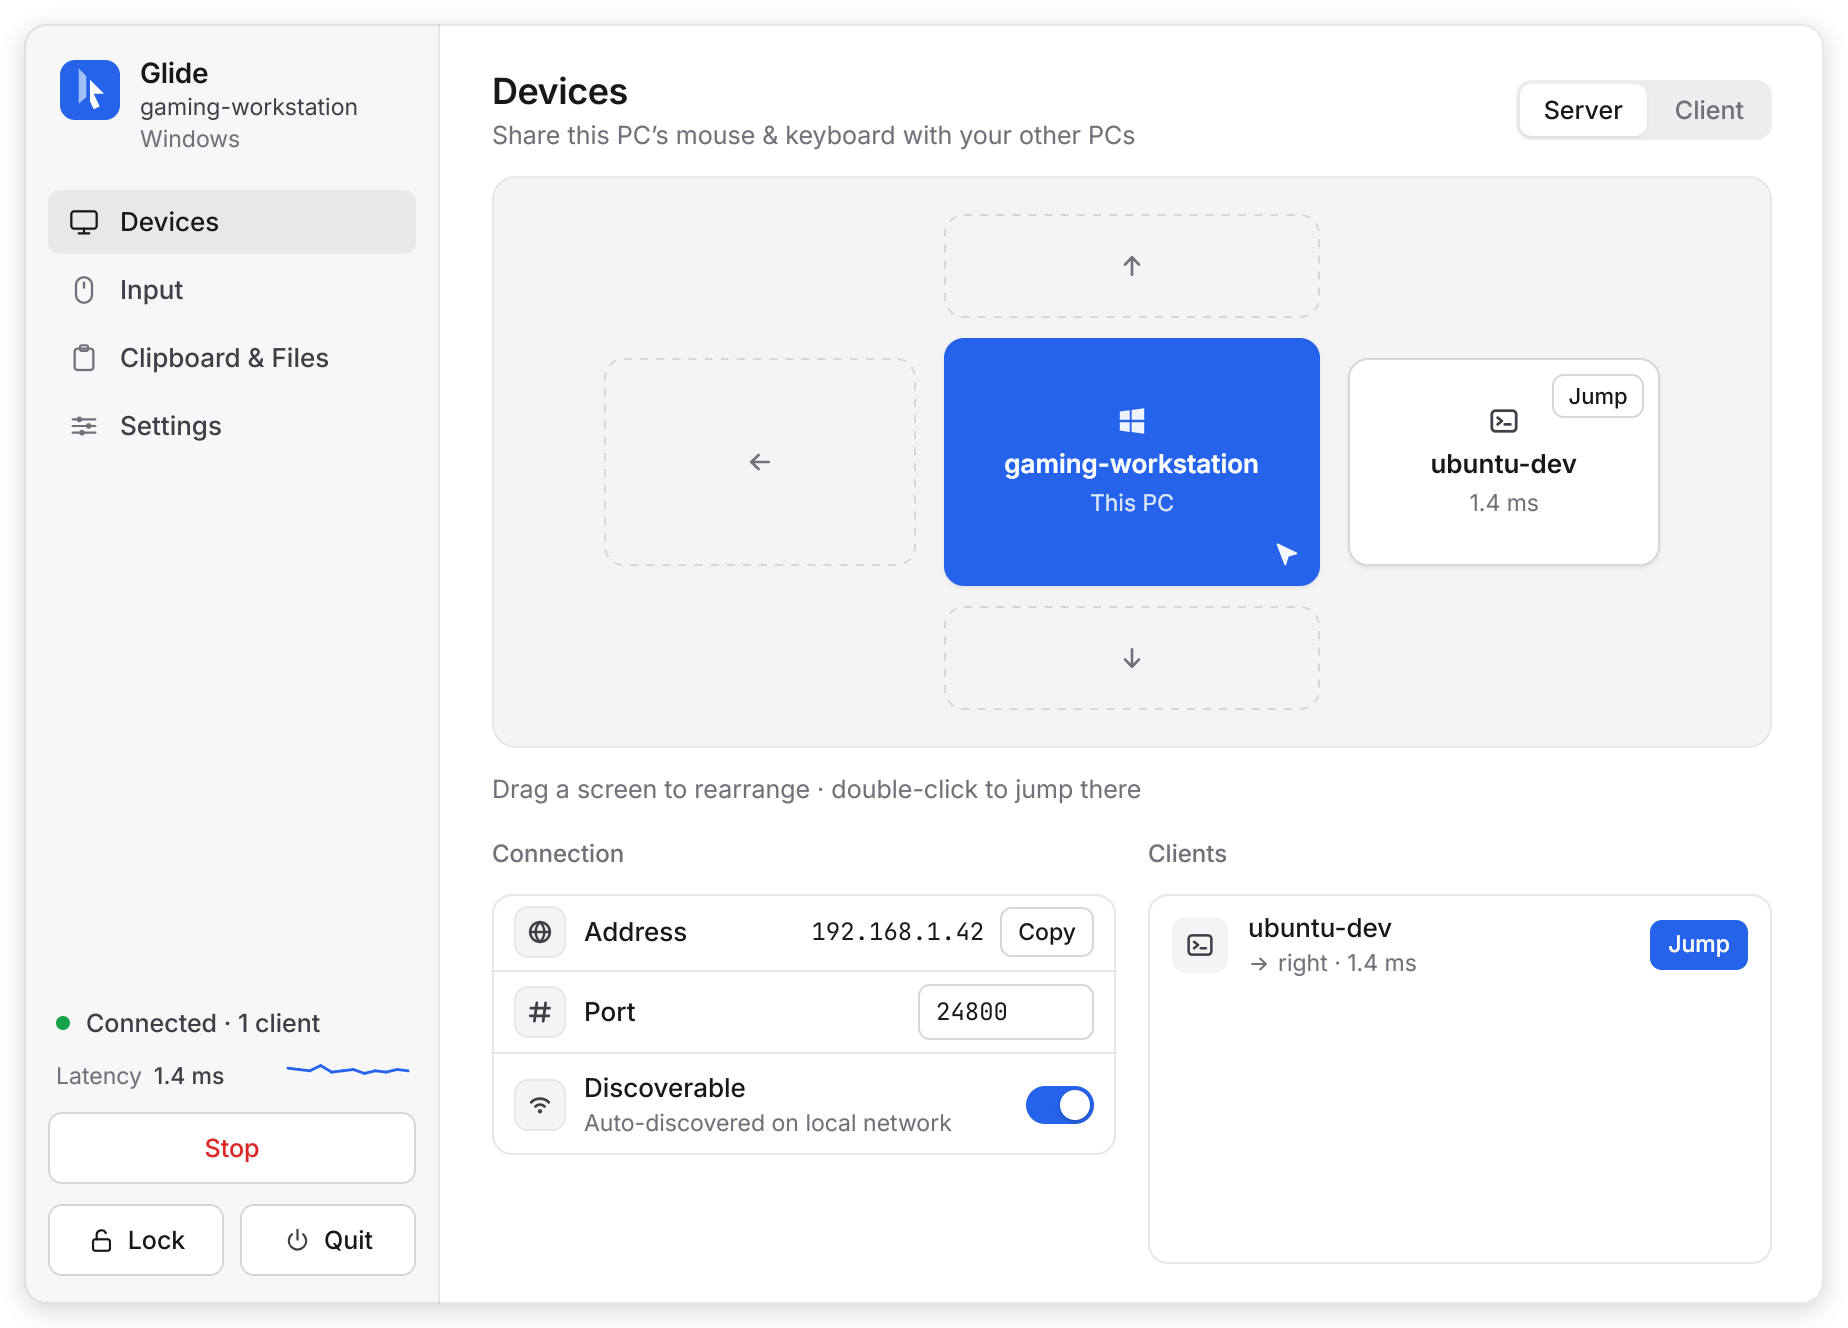 Glide
gaming-workstation
Windows
Devices
Input
Clipboard & Files
Settings
Connected · 1 client
Latency 1.4 ms
Stop
Lock
Quit
Devices
Share this PC’s mouse & keyboard with your other PCs
Server
Client
gaming-workstation
This PC
Jump
ubuntu-dev
1.4 ms
Drag a screen to rearrange · double-click to jump there
Connection
Address
192.168.1.42
Copy
Port
24800
Discoverable
Auto-discovered on local network
Clients
ubuntu-dev
→ right · 1.4 ms
Jump